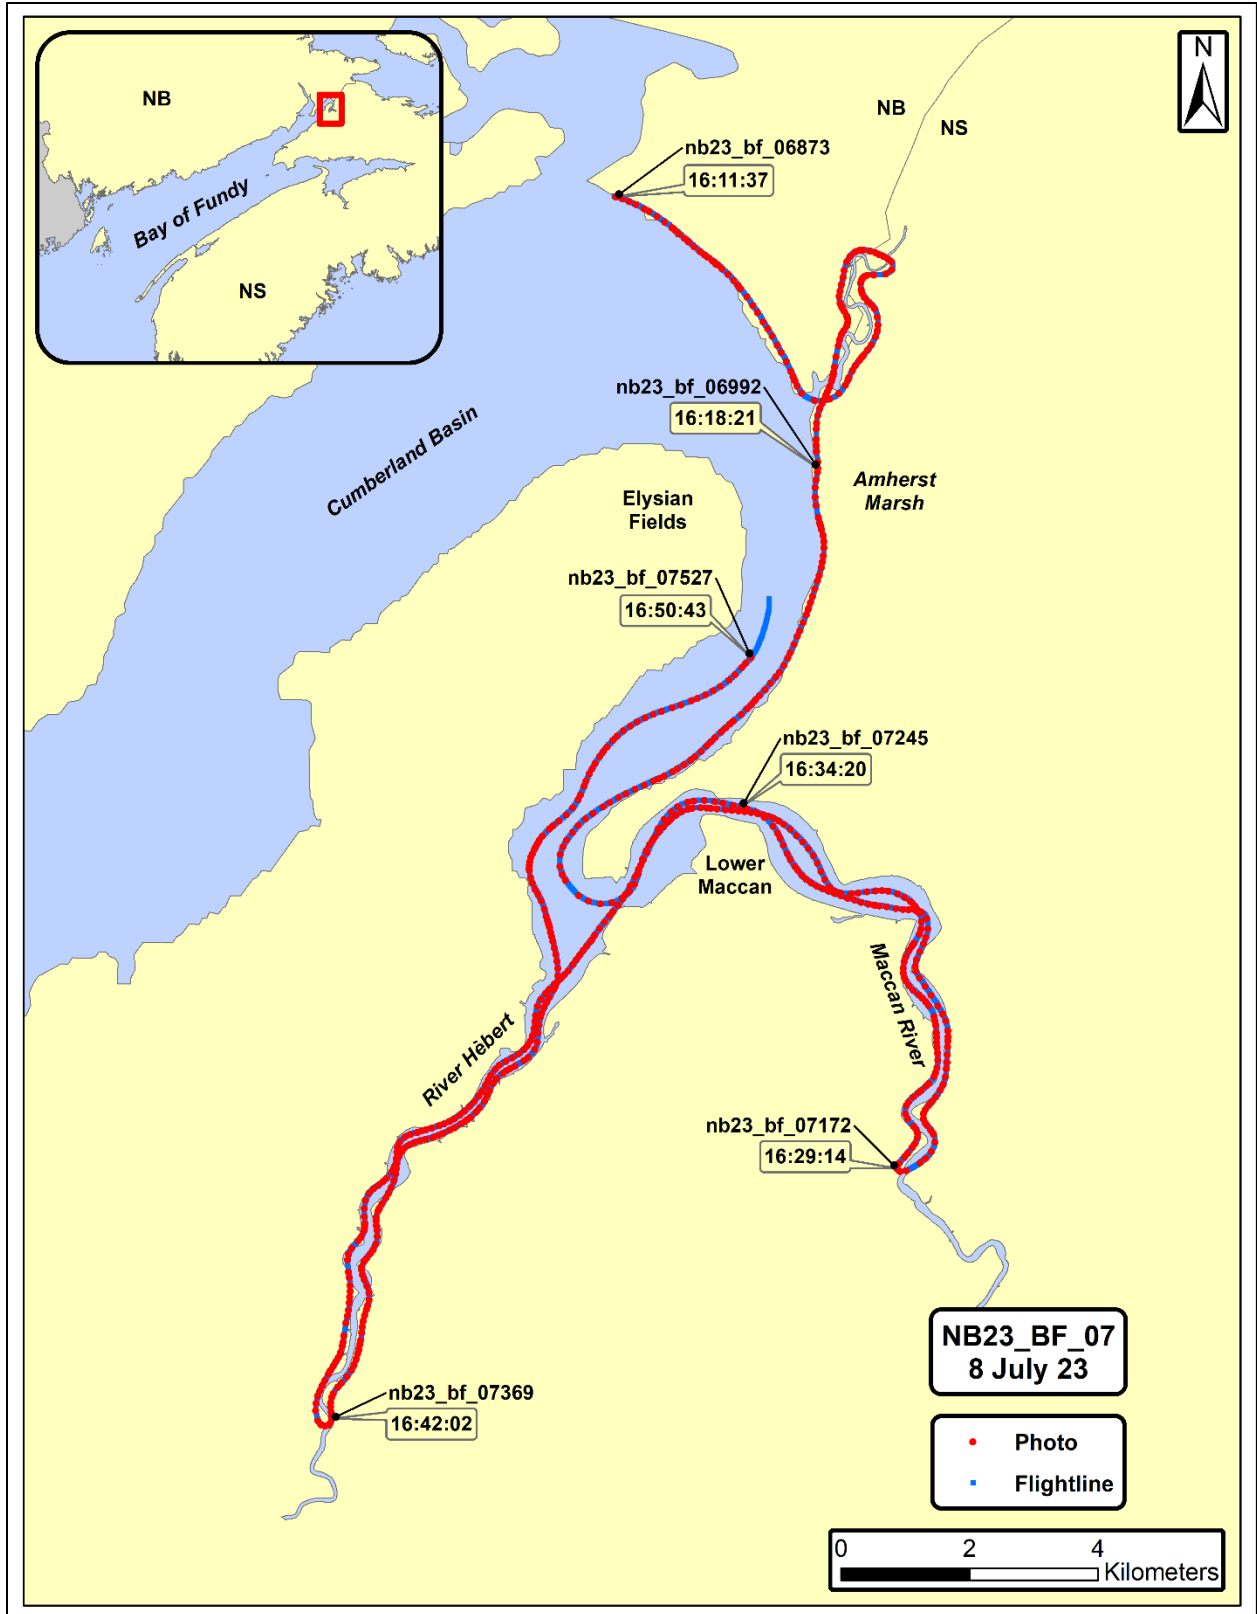 NB
Bay of Fundy
NS
N
NB
NS
nb23_bf_06873
16:11:37
nb23_bf_06992
16:18:21
Cumberland Basin
Amherst
Marsh
Elysian
Fields
nb23_bf_07527
16:50:43
nb23_bf_07245
16:34:20
Lower
Maccan
Maccan River
River Hèbert
nb23_bf_07172
16:29:14
nb23_bf_07369
16:42:02
NB23_BF_07
8 July 23
Photo
Flightline
0 2 4
Kilometers